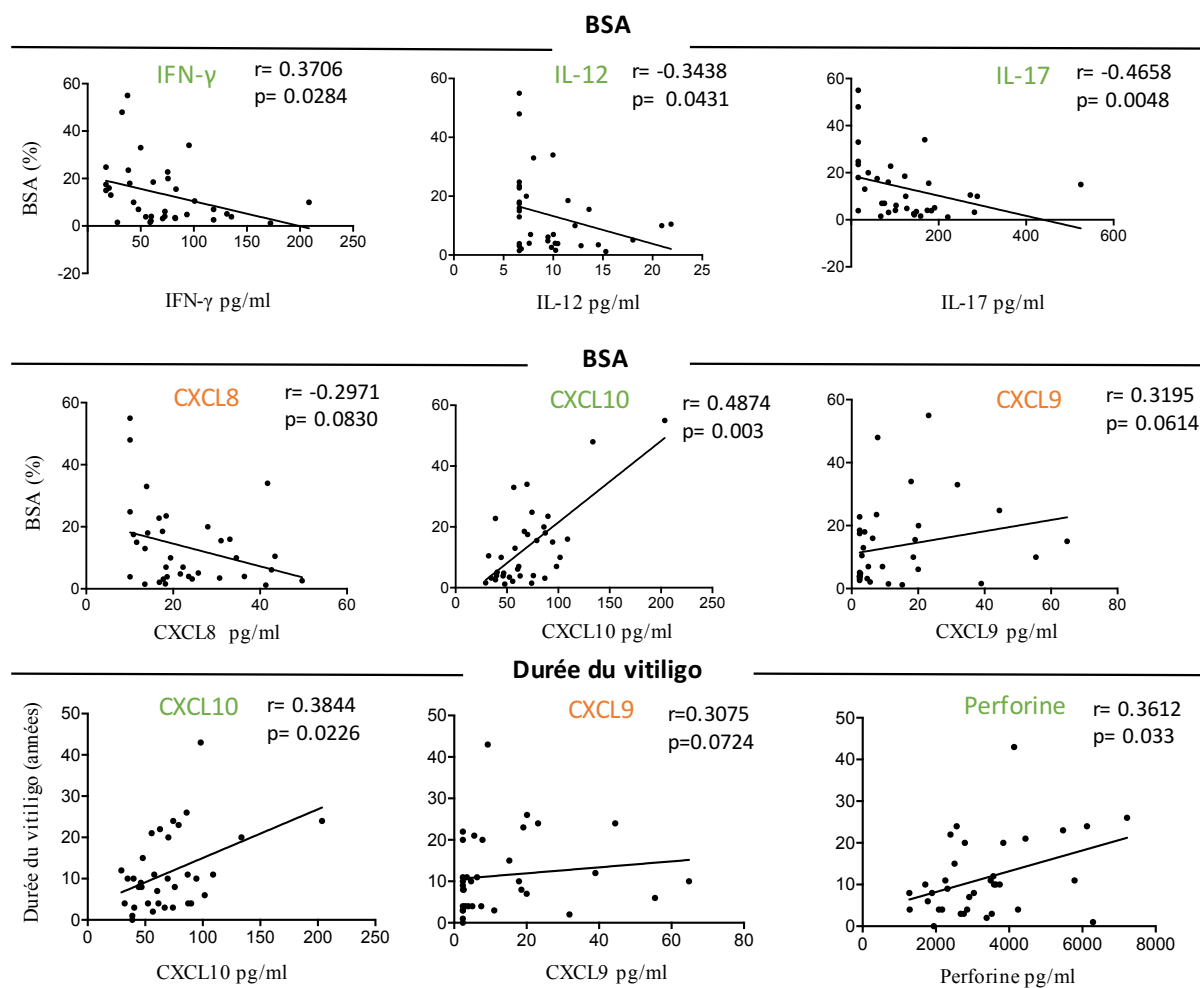 BSA
IFN-γ
r= 0.3706
p= 0.0284
60
40
20
0
-20
50
100
150
200
250
BSA (%)
IFN-γ pg/ml
IL-12
r= -0.3438
p= 0.0431
60
40
20
0
0
5
10
15
20
25
IL-12 pg/ml
IL-17
r= -0.4658
p= 0.0048
60
40
20
0
-20
200
400
600
IL-17 pg/ml
BSA
CXCL8
r= -0.2971
p= 0.0830
60
40
20
0
0
20
40
60
BSA (%)
CXCL8 pg/ml
CXCL10
r= 0.4874
p= 0.003
60
40
20
0
0
50
100
150
200
250
CXCL10 pg/ml
CXCL9
r= 0.3195
p= 0.0614
60
40
20
0
0
20
40
60
80
CXCL9 pg/ml
Durée du vitiligo
CXCL10
r= 0.3844
p= 0.0226
50
40
30
20
10
0
0
50
100
150
200
250
Durée du vitiligo (années)
CXCL10 pg/ml
CXCL9
r=0.3075
p=0.0724
50
40
30
20
10
0
0
20
40
60
80
CXCL9 pg/ml
Perforine
r= 0.3612
p= 0.033
50
40
30
20
10
0
0
2000
4000
6000
8000
Perforine pg/ml